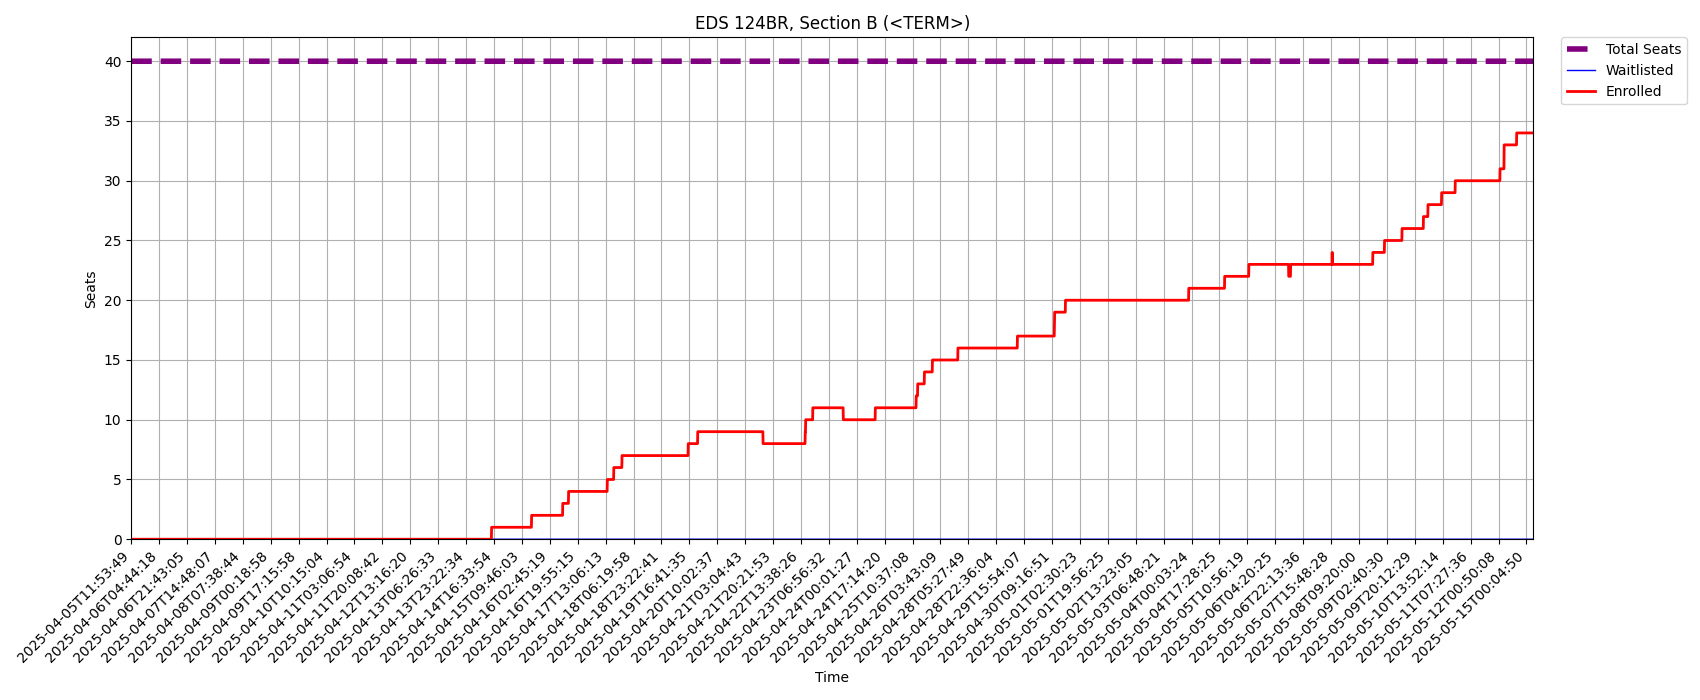 EDS 124BR, Section B (<TERM>)
Total Seats
Waitlisted
Enrolled
40
35
30
25
20
15
10
5
0
Seats
2025-04-05T11:53:49
2025-04-06T04:44:18
2025-04-06T21:43:05
2025-04-07T14:48:07
2025-04-08T07:38:44
2025-04-09T00:18:58
2025-04-09T17:15:58
2025-04-10T10:15:04
2025-04-11T03:06:54
2025-04-11T20:08:42
2025-04-12T13:16:20
2025-04-13T06:26:33
2025-04-13T23:22:34
2025-04-14T16:33:54
2025-04-15T09:46:03
2025-04-16T02:45:19
2025-04-16T19:55:15
2025-04-17T13:06:13
2025-04-18T06:19:58
2025-04-18T23:22:41
2025-04-19T16:41:35
2025-04-20T10:02:37
2025-04-21T03:04:43
2025-04-21T20:21:53
2025-04-22T13:38:26
2025-04-23T06:56:32
2025-04-24T00:01:27
2025-04-24T17:14:20
2025-04-25T10:37:08
2025-04-26T03:43:09
2025-04-28T05:27:49
2025-04-28T22:36:04
2025-04-29T15:54:07
2025-04-30T09:16:51
2025-05-01T02:30:23
2025-05-01T19:56:25
2025-05-02T13:23:05
2025-05-03T06:48:21
2025-05-04T00:03:24
2025-05-04T17:28:25
2025-05-05T10:56:19
2025-05-06T04:20:25
2025-05-06T22:13:36
2025-05-07T15:48:28
2025-05-08T09:20:00
2025-05-09T02:40:30
2025-05-09T20:12:29
2025-05-10T13:52:14
2025-05-11T07:27:36
2025-05-12T00:50:08
2025-05-15T00:04:50
Time